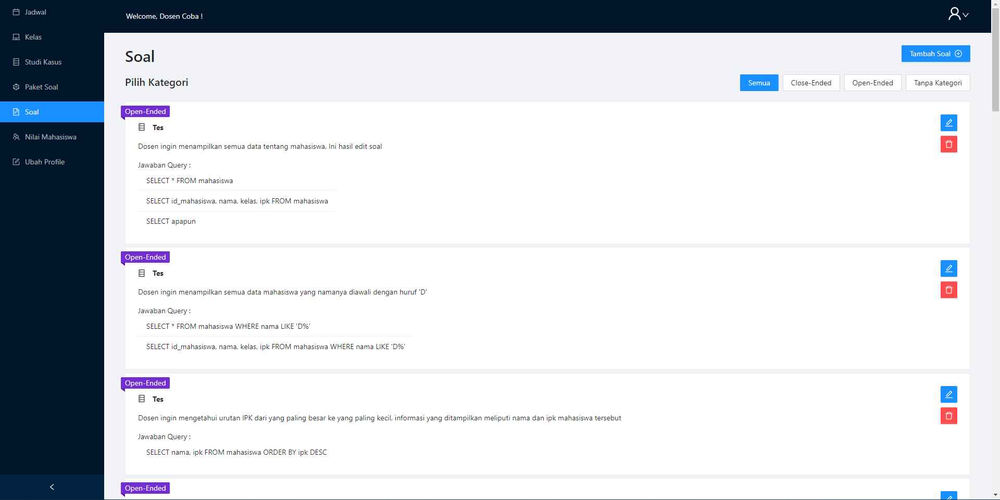 Jadwal
Kelas
Studi Kasus
Paket Soal
Soal
Nilai Mahasiswa
Ubah Profile
Welcome, Dosen Coba !
Soal
Tambah Soal
Pilih Kategori
Semua
Close-Ended
Open-Ended
Tanpa Kategori
Open-Ended
Tes
Dosen ingin menampilkan semua data tentang mahasiswa. Ini hasil edit soal
Jawaban Query :
SELECT * FROM mahasiswa
SELECT id_mahasiswa, nama, kelas, ipk FROM mahasiswa
SELECT apapun
Open-Ended
Tes
Dosen ingin menampilkan semua data mahasiswa yang namanya diawali dengan huruf 'D'
Jawaban Query :
SELECT * FROM mahasiswa WHERE nama LIKE 'D%'
SELECT id_mahasiswa, nama, kelas, ipk FROM mahasiswa WHERE nama LIKE 'D%'
Open-Ended
Tes
Dosen ingin mengetahui urutan IPK dari yang paling besar ke yang paling kecil, informasi yang ditampilkan meliputi nama dan ipk mahasiswa tersebut
Jawaban Query :
SELECT nama, ipk FROM mahasiswa ORDER BY ipk DESC
Open-Ended